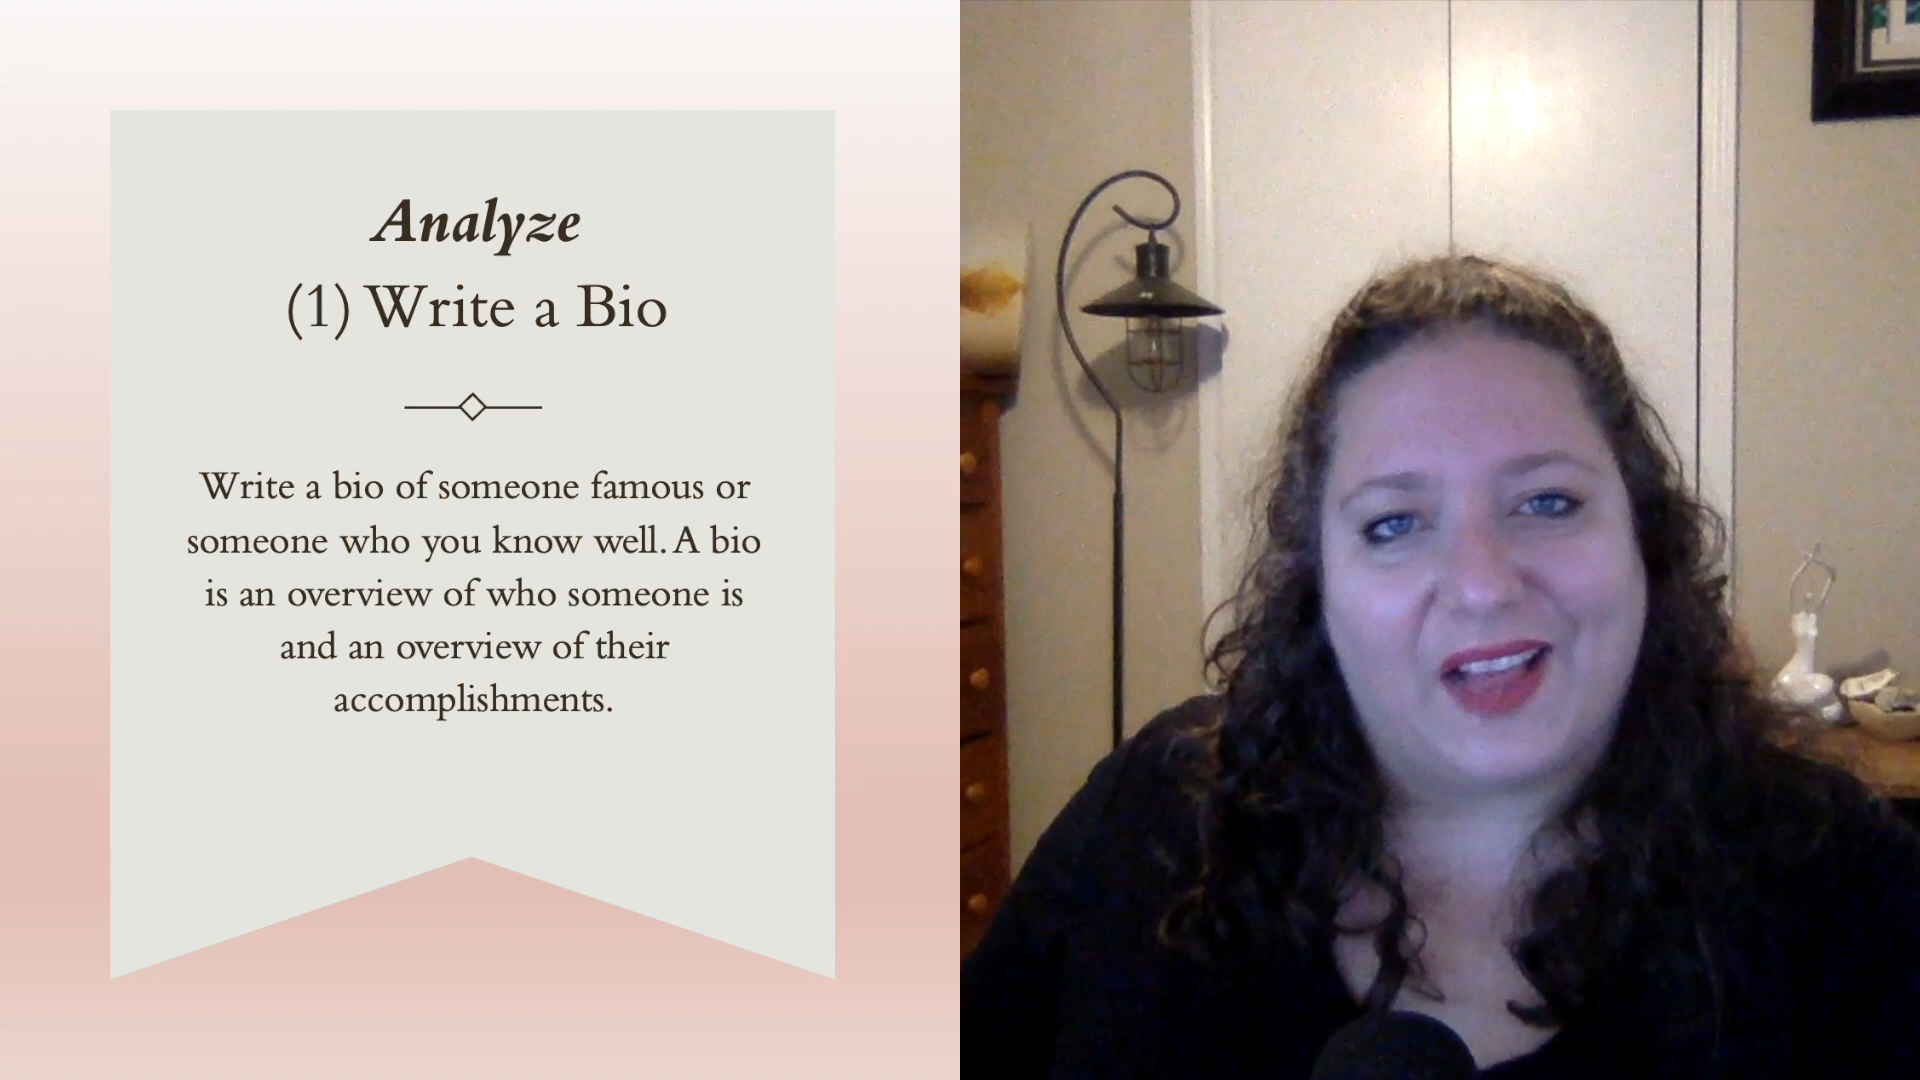 Analyze
(1) Write a Bio
Write a bio of someone famous or
someone who you know well. A bio
is an overview of who someone is
and an overview of their
accomplishments.